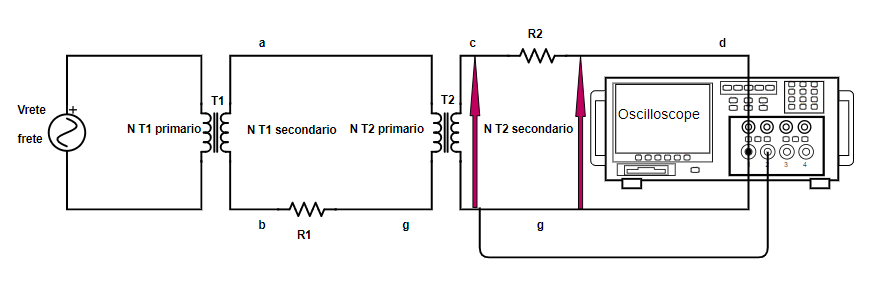 R2
a
c
d
Vrete
+
frete
T1
T2
N T1 primario
N T1 secondario
N T2 primario
N T2 secondario
Oscilloscope
1 2 3 4
b
R1
g
g